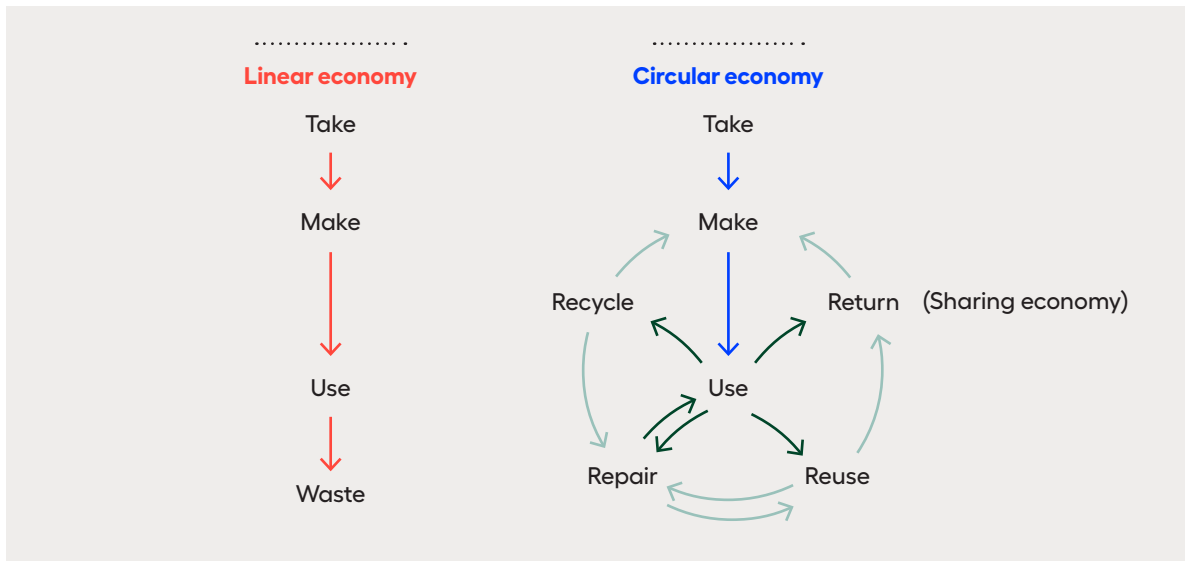 Linear economy
Take
Make
Use
Waste
Circular economy
Take
Make
Recycle
Return (Sharing economy)
Use
Repair
Reuse